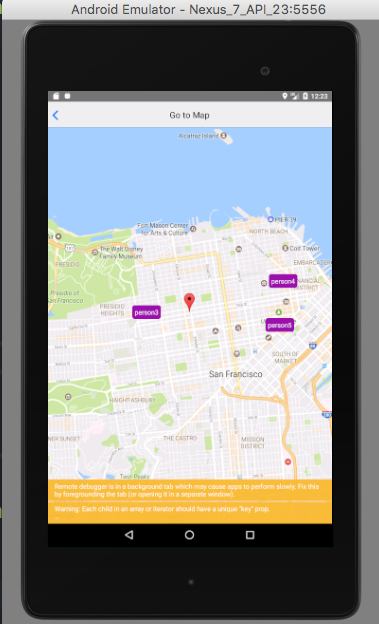 Android Emulator - Nexus_7_API_23:5556
12:23
Go to Map
Alcatraz Island
PIER 39
Fort Mason Center
for Arts & Culture
NORTH BEACH
The Walt Disney
Family Museum
Coit Tower
PRESIDIO
EMBARCADERO
person4
FINANCIAL
DISTRICT
Presidio of
San Francisco
PRESIDIO
HEIGHTS
person3
person5
SOUTH OF
MARKET
San Francisco
HAIGHT-ASHBURY
INNER SUNSET
THE CASTRO
MISSION
DISTRICT
Twin Peaks
Remote debugger is in a background tab which may cause apps to perform slowly. Fix this
by foregrounding the tab (or opening it in a separate window).
Warning: Each child in an array or iterator should have a unique "key" prop.